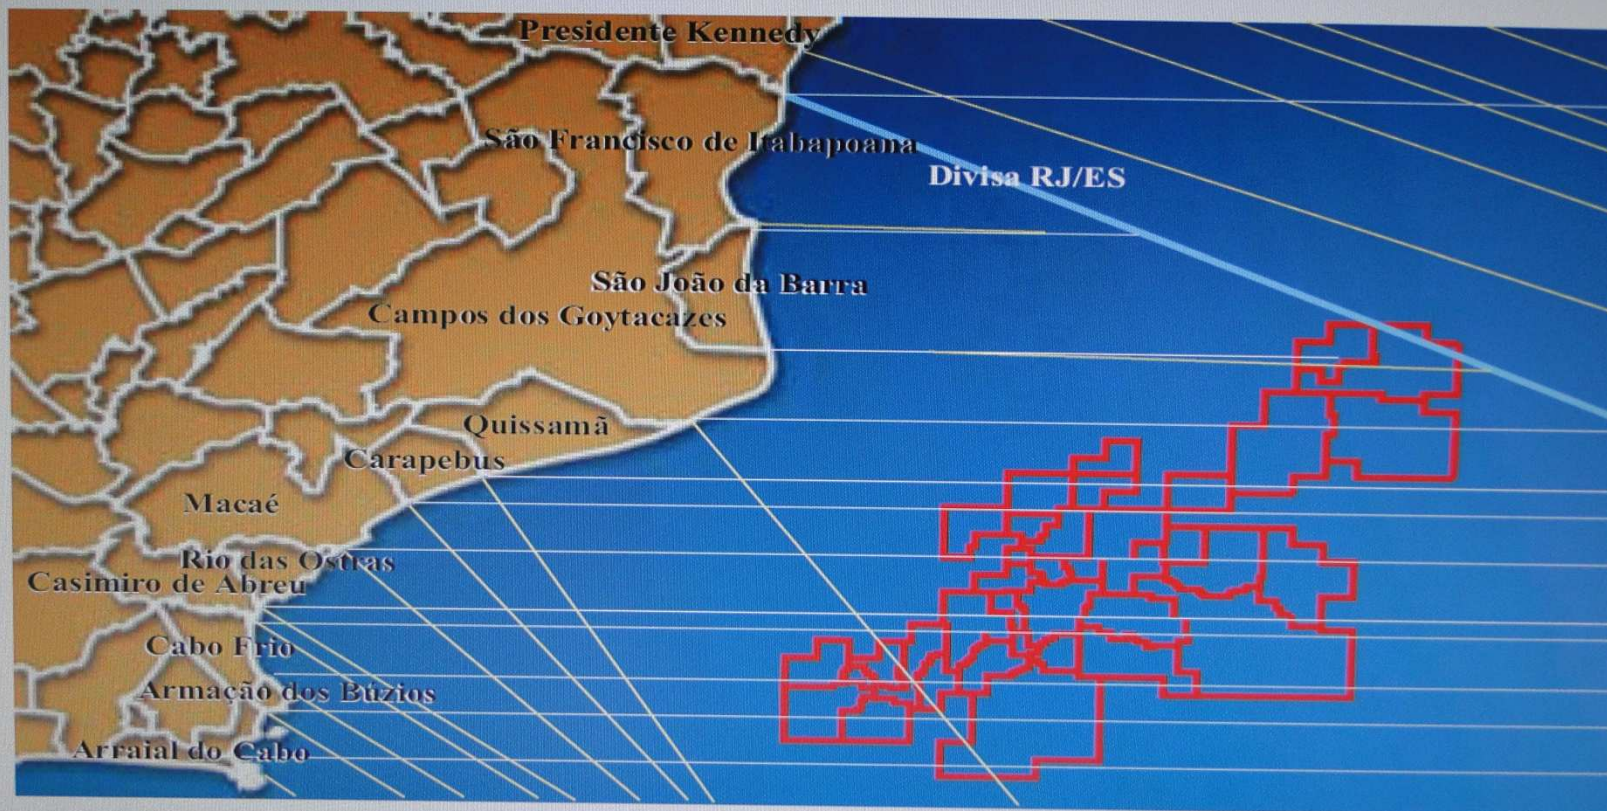 Presidente Kennedy
São Francisco de Itabapoana
Divisa RJ/ES
São João da Barra
Campos dos Goytacazes
Quissamã
Carapebus
Macaé
Rio das Ostras
Casimiro de Abreu
Cabo Frio
Armação dos Búzios
Arraial do Cabo